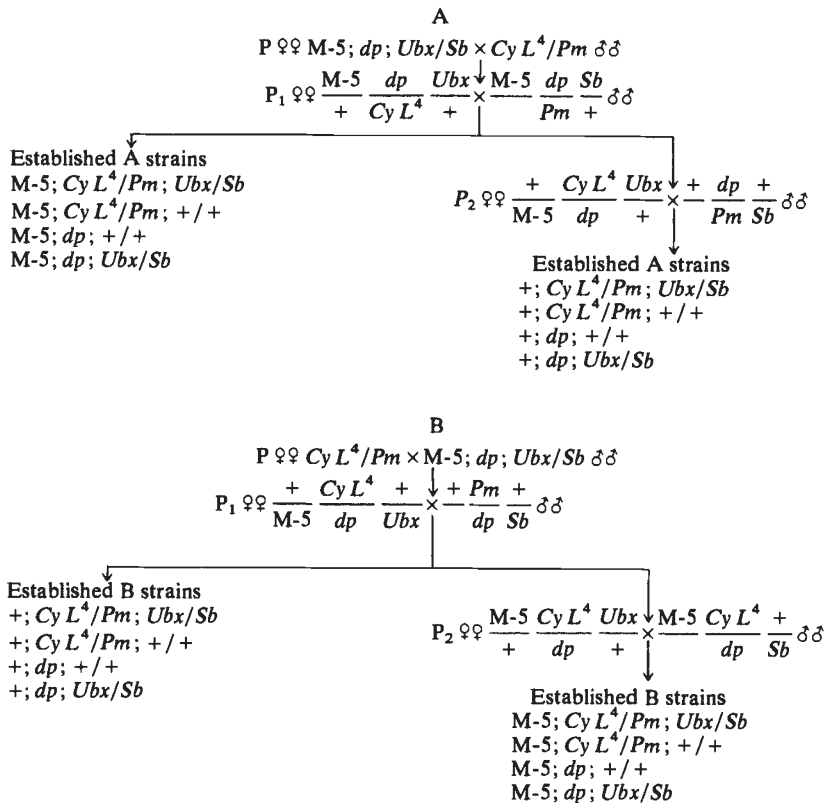 A
P ♀♀ M-5; dp; Ubx/Sb × Cy L⁴/Pm ♂♂
P₁ ♀♀ M-5/+ dp/Cy L⁴ Ubx/+ × M-5/ dp/Pm Sb/+ ♂♂
Established A strains
M-5; Cy L⁴/Pm; Ubx/Sb
M-5; Cy L⁴/Pm; +/+
M-5; dp; +/+
M-5; dp; Ubx/Sb
P₂ ♀♀ +/M-5 Cy L⁴/dp Ubx/+ × +/ dp/Pm +/Sb ♂♂
Established A strains
+; Cy L⁴/Pm; Ubx/Sb
+; Cy L⁴/Pm; +/+
+; dp; +/+
+; dp; Ubx/Sb
B
P ♀♀ Cy L⁴/Pm × M-5; dp; Ubx/Sb ♂♂
P₁ ♀♀ +/M-5 Cy L⁴/dp +/Ubx × +/ Pm/dp +/Sb ♂♂
Established B strains
+; Cy L⁴/Pm; Ubx/Sb
+; Cy L⁴/Pm; +/+
+; dp; +/+
+; dp; Ubx/Sb
P₂ ♀♀ M-5/+ Cy L⁴/dp Ubx/+ × M-5/ Cy L⁴/dp +/Sb ♂♂
Established B strains
M-5; Cy L⁴/Pm; Ubx/Sb
M-5; Cy L⁴/Pm; +/+
M-5; dp; +/+
M-5; dp; Ubx/Sb